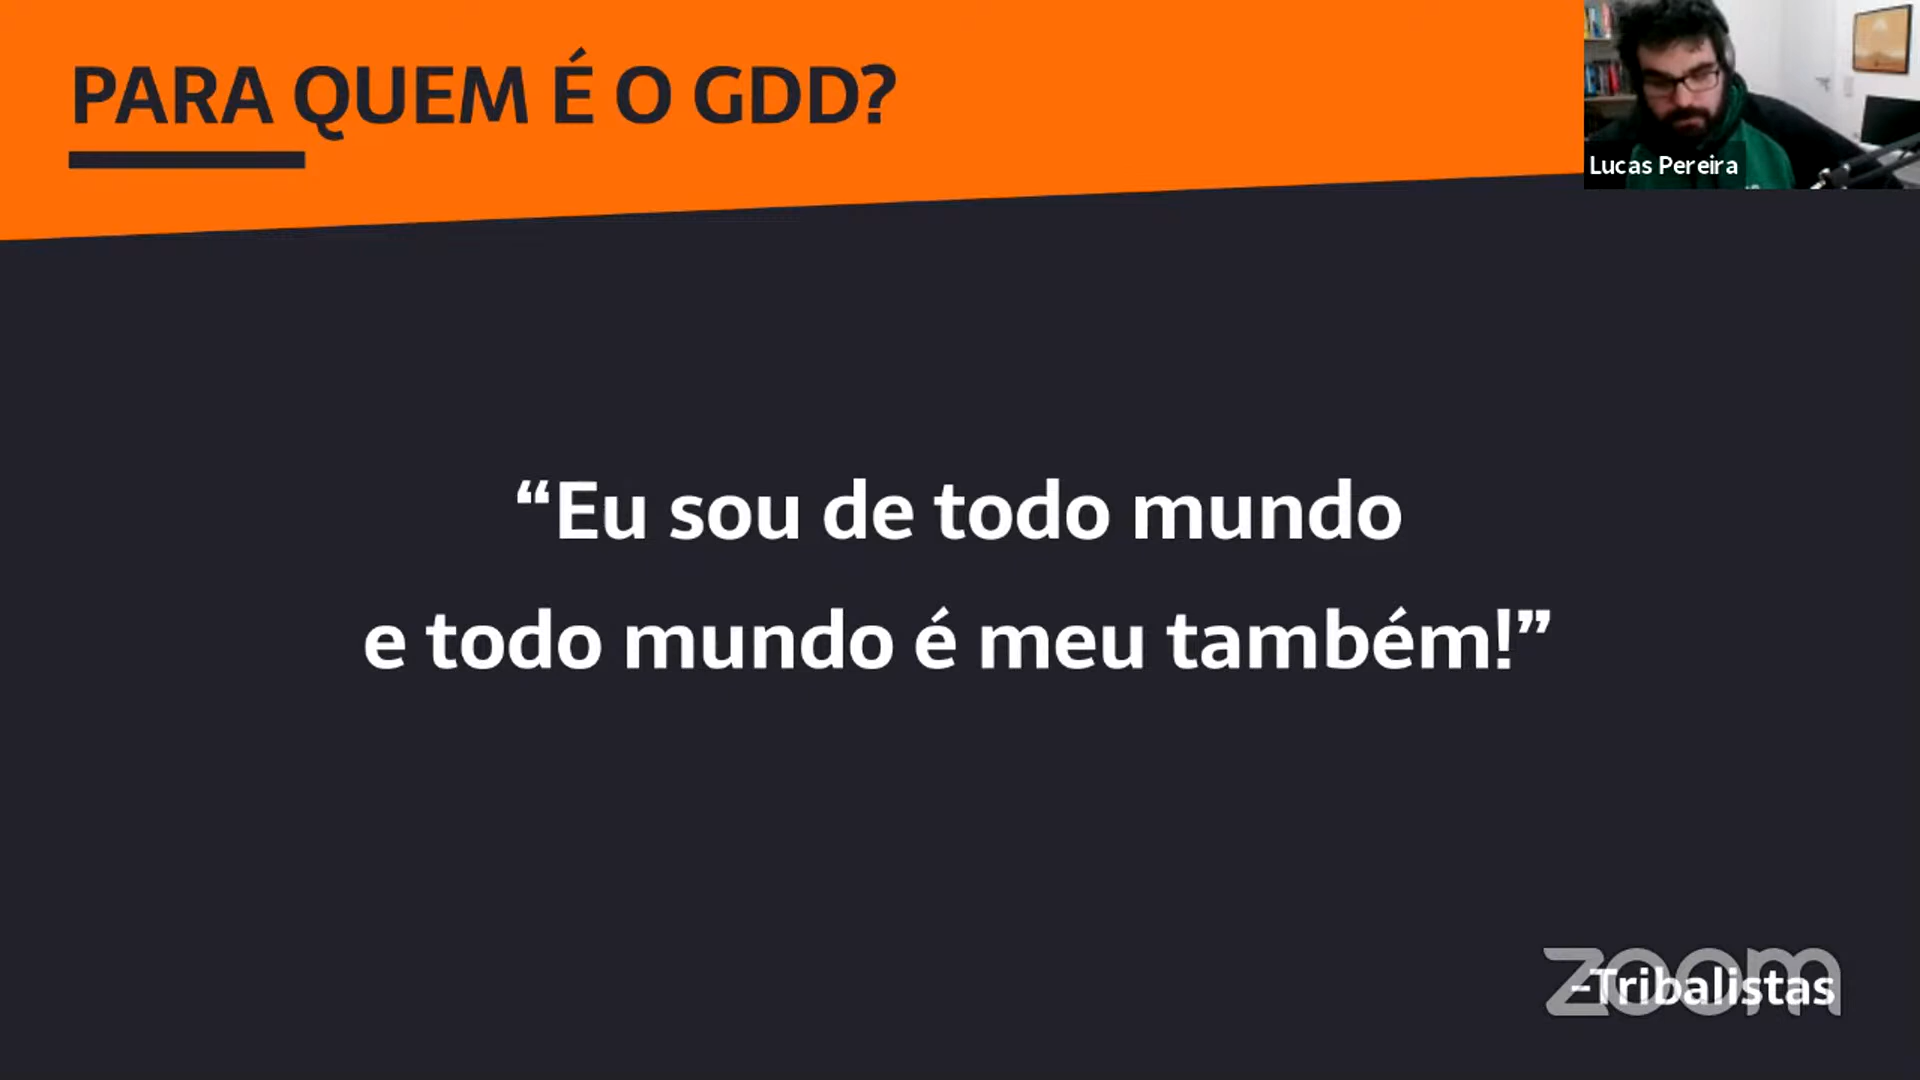 PARA QUEM É O GDD?
Lucas Pereira
“Eu sou de todo mundo
e todo mundo é meu também!”
zoom
-Tribalistas